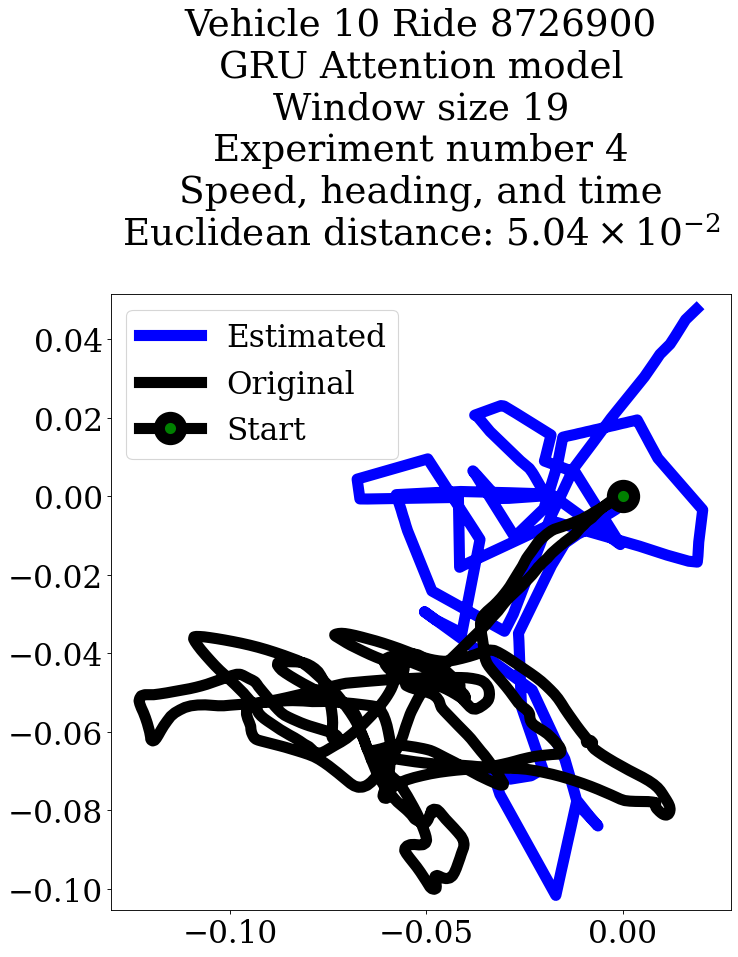 Vehicle 10 Ride 8726900
GRU Attention model
Window size 19
Experiment number 4
Speed, heading, and time
Euclidean distance: 5.04 × 10⁻²
Estimated
Original
Start
0.04
0.02
0.00
−0.02
−0.04
−0.06
−0.08
−0.10
−0.10
−0.05
0.00